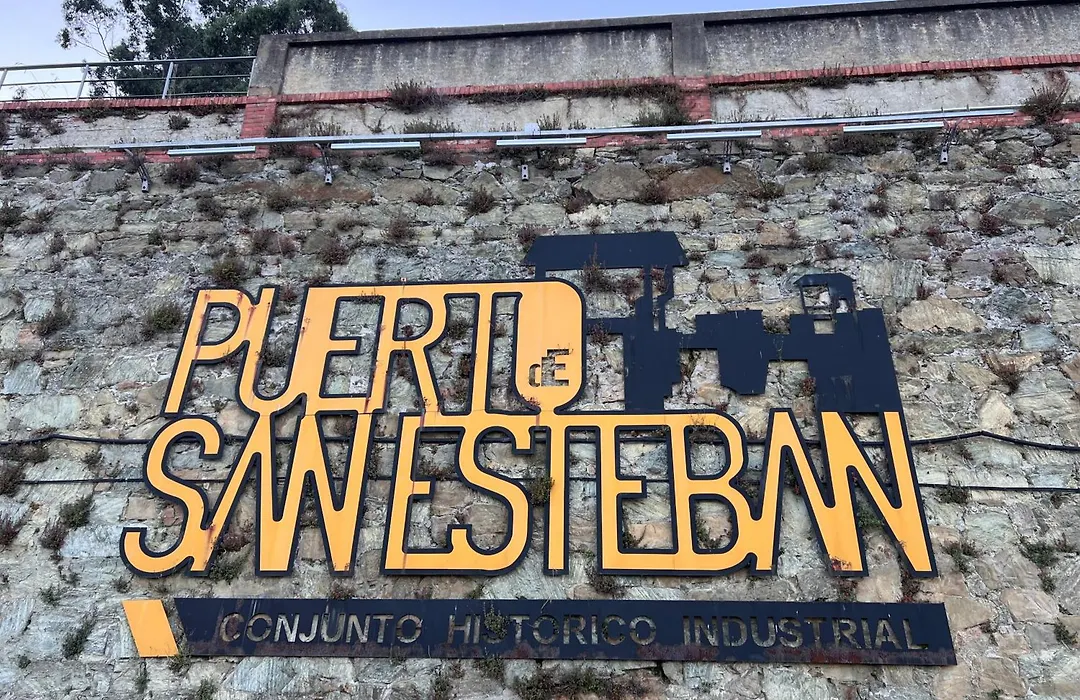 PUERTO dE
SAN ESTEBAN
CONJUNTO HISTORICO INDUSTRIAL